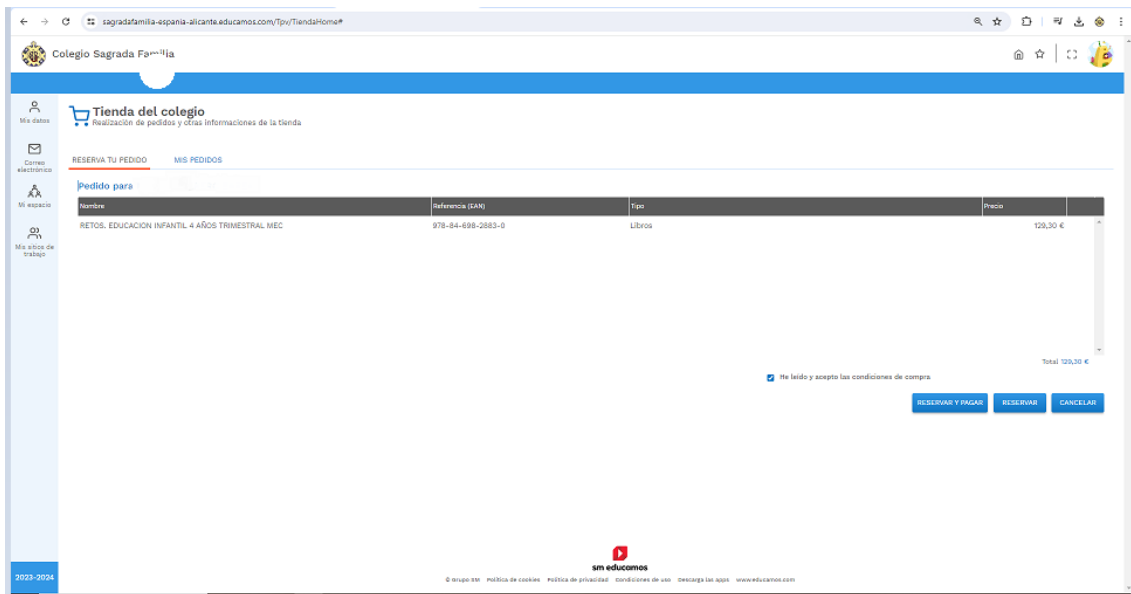 sagradafamilia-espania-alicante.educamos.com/Tpv/TiendaHome#
Colegio Sagrada Familia
Mis datos
Correo electrónico
Mi espacio
Mis sitios de trabajo
2023-2024
Tienda del colegio
Realización de pedidos y otras informaciones de la tienda
RESERVA TU PEDIDO MIS PEDIDOS
Pedido para
Nombre Referencia (EAN) Tipo Precio
RETOS. EDUCACION INFANTIL 4 AÑOS TRIMESTRAL MEC 978-84-698-2883-0 Libros 129,30 €
Total 129,30 €
He leído y acepto las condiciones de compra
RESERVAR Y PAGAR RESERVAR CANCELAR
sm educamos
© Grupo SM Política de cookies Política de privacidad Condiciones de uso Descarga las apps www.educamos.com